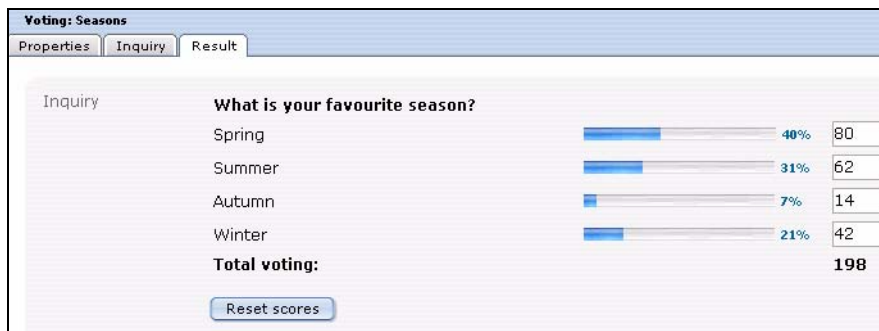 Voting: Seasons
Properties Inquiry Result
Inquiry What is your favourite season?
Spring 40% 80
Summer 31% 62
Autumn 7% 14
Winter 21% 42
Total voting: 198
Reset scores